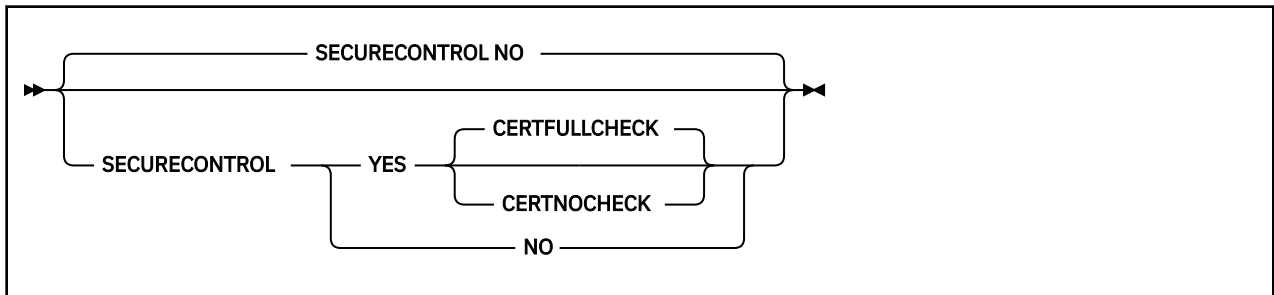 SECURECONTROL NO
CERTFULLCHECK
SECURECONTROL YES
CERTNOCHECK
NO